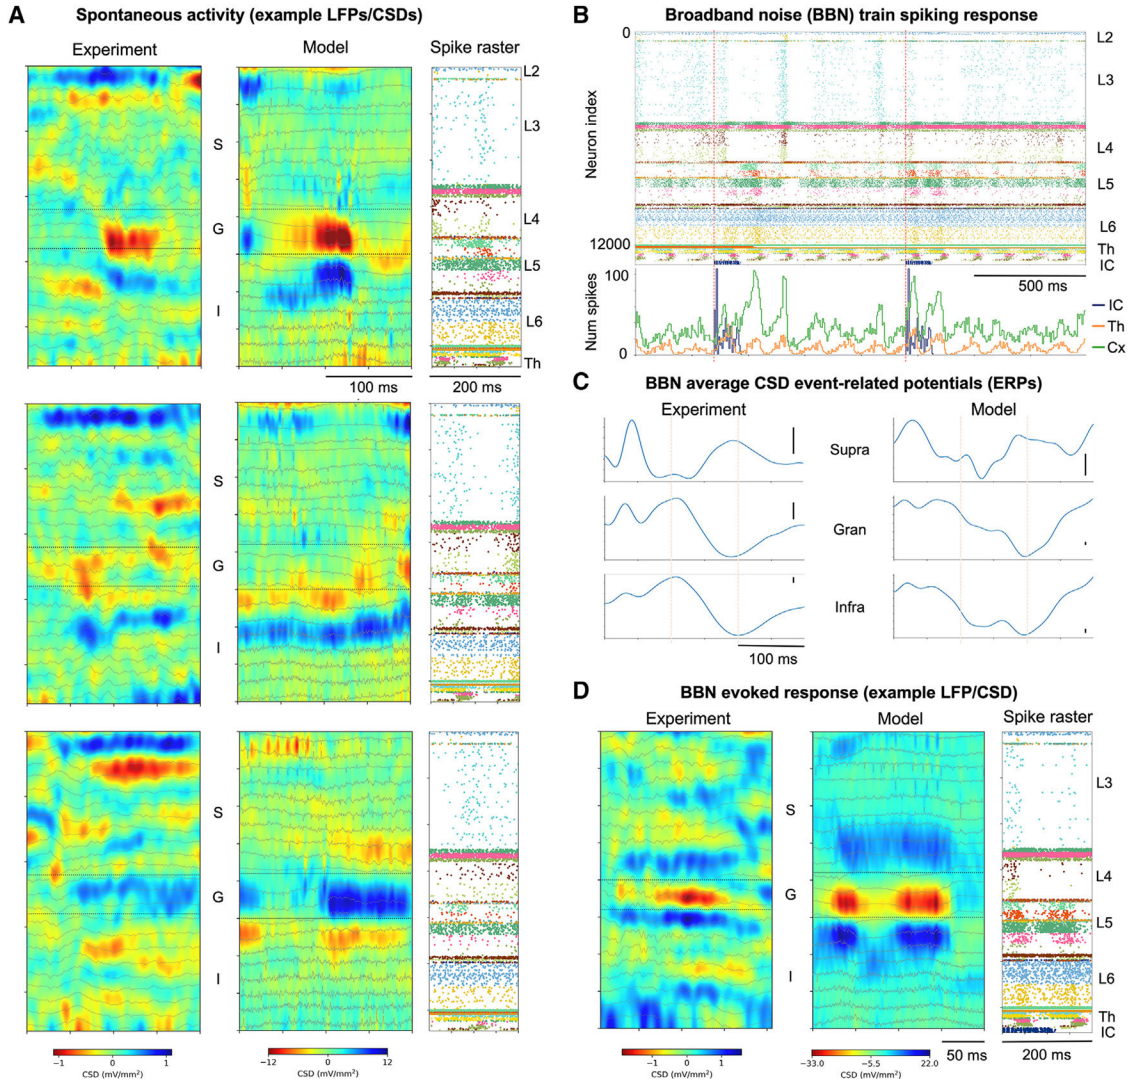 A
Spontaneous activity (example LFPs/CSDs)
Experiment
Model
Spike raster
S
G
I
L2
L3
L4
L5
L6
Th
100 ms
200 ms
S
G
I
S
G
I
−1 0 1
CSD (mV/mm²)
−12 0 12
CSD (mV/mm²)
B
Broadband noise (BBN) train spiking response
0
Neuron index
12000
L2
L3
L4
L5
L6
Th
IC
500 ms
100
Num spikes
0
IC
Th
Cx
C
BBN average CSD event-related potentials (ERPs)
Experiment
Model
Supra
Gran
Infra
100 ms
D
BBN evoked response (example LFP/CSD)
Experiment
Model
Spike raster
S
G
I
L3
L4
L5
L6
Th
IC
50 ms
200 ms
−1 0 1
CSD (mV/mm²)
−33.0 −5.5 22.0
CSD (mV/mm²)